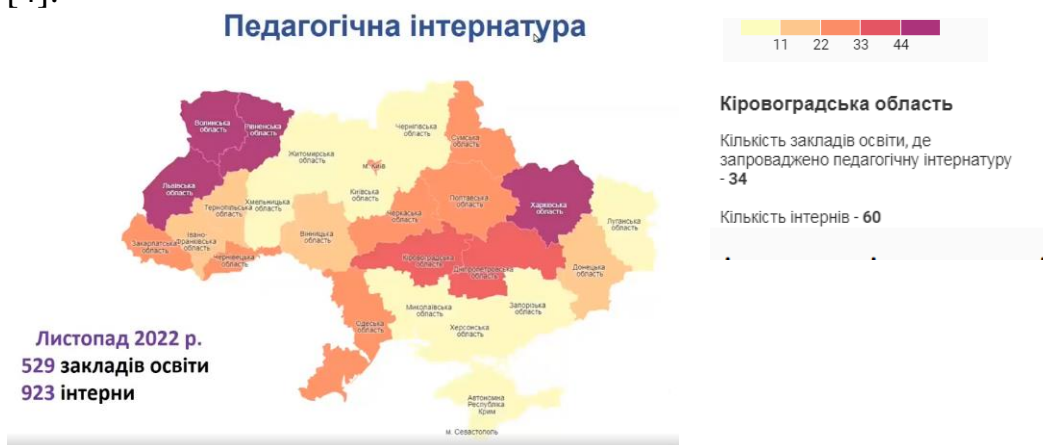 [4].
Педагогічна інтернатура
11 22 33 44
Кіровоградська область
Кількість закладів освіти, де
запроваджено педагогічну інтернатуру
- 34
Кількість інтернів - 60
Волинська
область
Рівненська
область
Житомирська
область
Чернігівська
область
Сумська
область
м. Київ
Київська
область
Львівська
область
Тернопільська
область
Хмельницька
область
Вінницька
область
Черкаська
область
Полтавська
область
Харківська
область
Луганська
область
Закарпатська
область
Івано-
Франківська
область
Чернівецька
область
Кіровоградська
область
Дніпропетровська
область
Донецька
область
Одеська
область
Миколаївська
область
Запорізька
область
Херсонська
область
Автономна
Республіка
Крим
м. Севастополь
Листопад 2022 р.
529 закладів освіти
923 інтерни